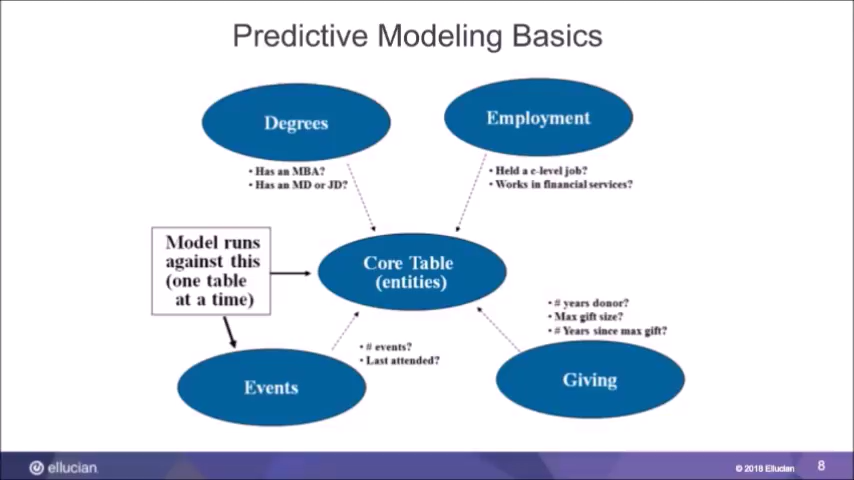 Predictive Modeling Basics
Degrees
Employment
• Has an MBA?
• Has an MD or JD?
• Held a c-level job?
• Works in financial services?
Model runs
against this
(one table
at a time)
Core Table
(entities)
• # years donor?
• Max gift size?
• # Years since max gift?
• # events?
• Last attended?
Events
Giving
ellucian
© 2018 Ellucian
8